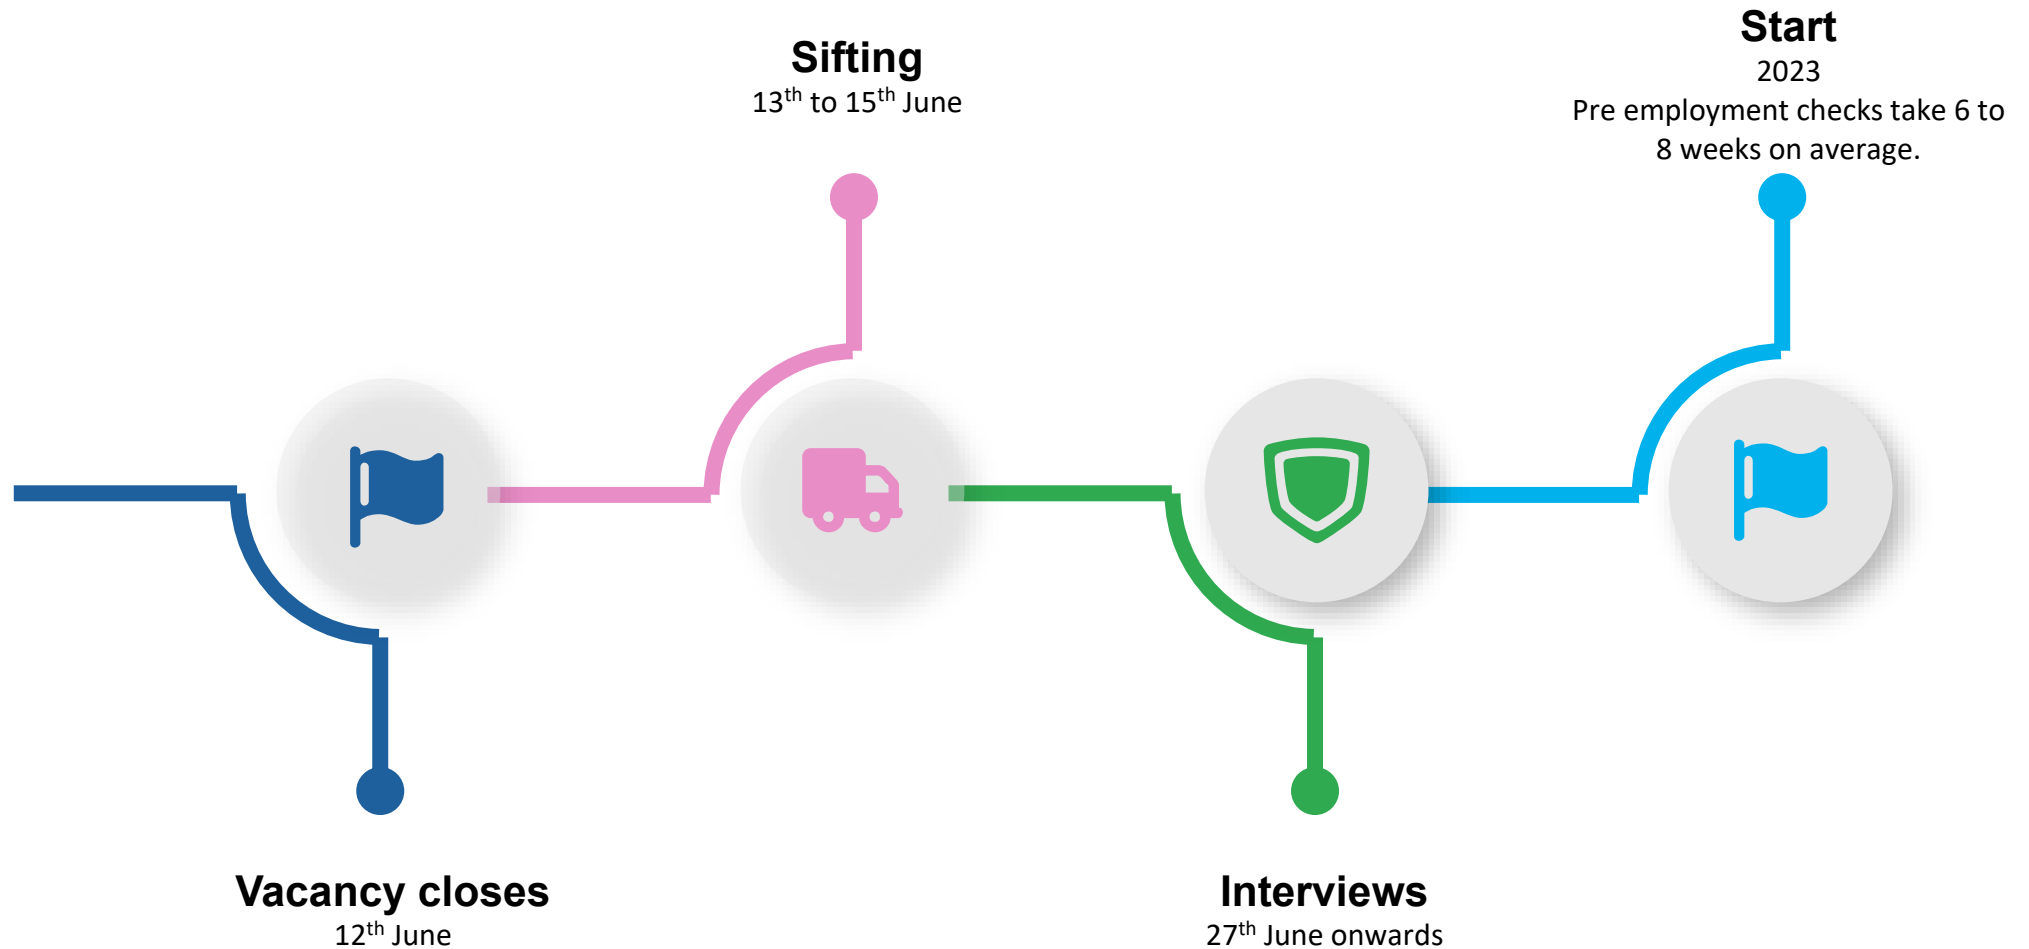 Vacancy closes
12th June
Sifting
13th to 15th June
Interviews
27th June onwards
Start
2023
Pre employment checks take 6 to
8 weeks on average.